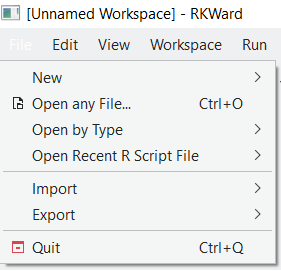 [Unnamed Workspace] - RKWard
File Edit View Workspace Run
New
Open any File... Ctrl+O
Open by Type
Open Recent R Script File
Import
Export
Quit Ctrl+Q